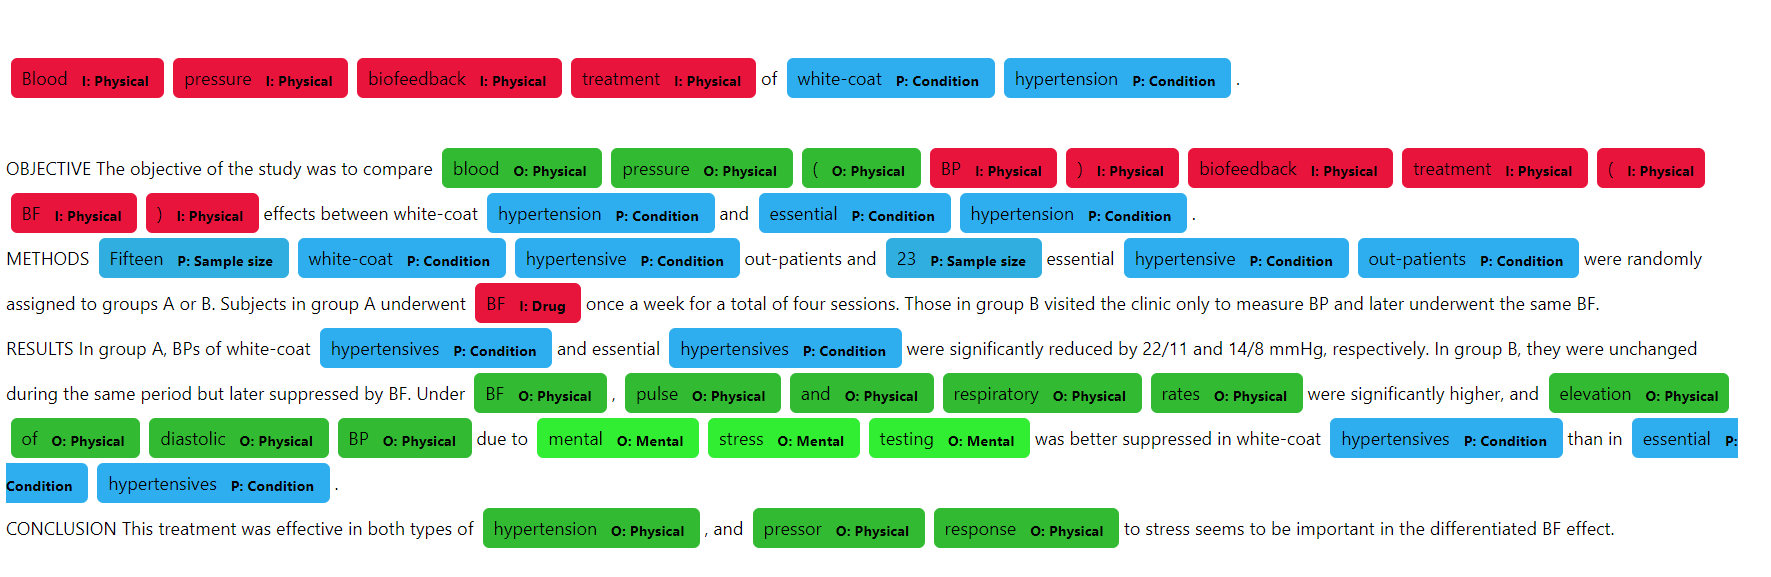 Blood I: Physical pressure I: Physical biofeedback I: Physical treatment I: Physical of white-coat P: Condition hypertension P: Condition .
OBJECTIVE The objective of the study was to compare blood O: Physical pressure O: Physical ( O: Physical BP I: Physical ) I: Physical biofeedback I: Physical treatment I: Physical ( I: Physical
BF I: Physical ) I: Physical effects between white-coat hypertension P: Condition and essential P: Condition hypertension P: Condition .
METHODS Fifteen P: Sample size white-coat P: Condition hypertensive P: Condition out-patients and 23 P: Sample size essential hypertensive P: Condition out-patients P: Condition were randomly
assigned to groups A or B. Subjects in group A underwent BF I: Drug once a week for a total of four sessions. Those in group B visited the clinic only to measure BP and later underwent the same BF.
RESULTS In group A, BPs of white-coat hypertensives P: Condition and essential hypertensives P: Condition were significantly reduced by 22/11 and 14/8 mmHg, respectively. In group B, they were unchanged
during the same period but later suppressed by BF. Under BF O: Physical , pulse O: Physical and O: Physical respiratory O: Physical rates O: Physical were significantly higher, and elevation O: Physical
of O: Physical diastolic O: Physical BP O: Physical due to mental O: Mental stress O: Mental testing O: Mental was better suppressed in white-coat hypertensives P: Condition than in essential P:
Condition hypertensives P: Condition .
CONCLUSION This treatment was effective in both types of hypertension O: Physical , and pressor O: Physical response O: Physical to stress seems to be important in the differentiated BF effect.